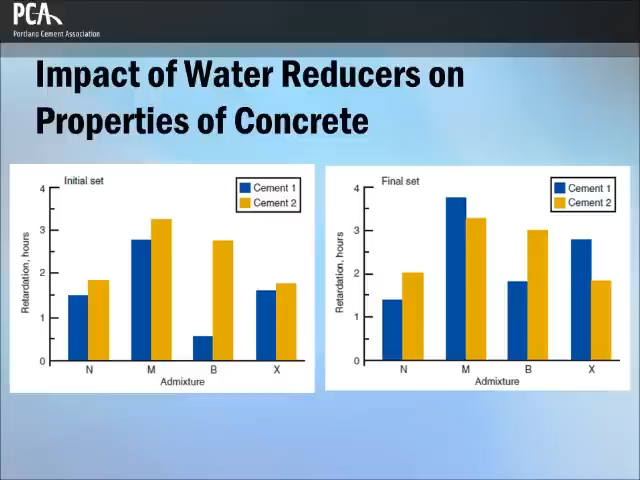 PCA
Portland Cement Association
Impact of Water Reducers on
Properties of Concrete
Initial set
Cement 1
Cement 2
Retardation, hours
4
3
2
1
0
N M B X
Admixture
Final set
Cement 1
Cement 2
Retardation, hours
4
3
2
1
0
N M B X
Admixture